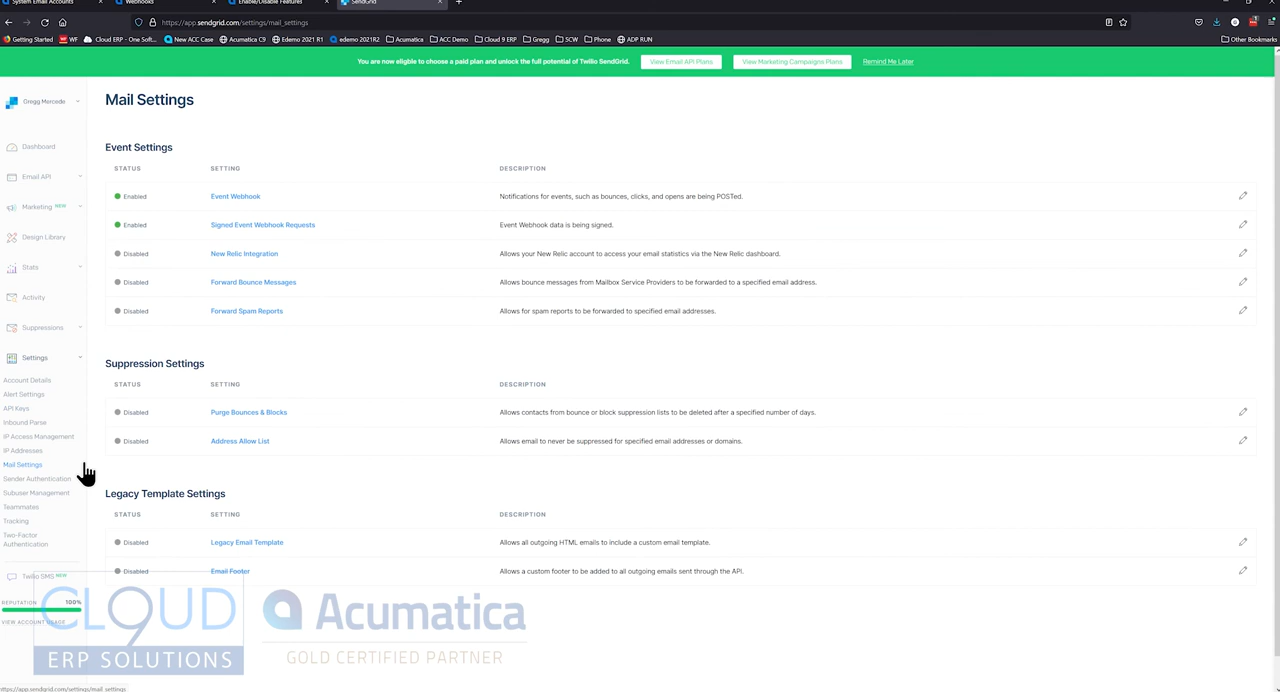 System Email Accounts
Webhooks
Enable/Disable Features
SendGrid
https://app.sendgrid.com/settings/mail_settings
Getting Started
WF
Cloud ERP - One Soft...
New ACC Case
Acumatica C9
Edemo 2021 R1
edemo 2021R2
Acumatica
ACC Demo
Cloud 9 ERP
Gregg
SCW
Phone
ADP RUN
Other Bookmarks
You are now eligible to choose a paid plan and unlock the full potential of Twilio SendGrid.
View Email API Plans
View Marketing Campaigns Plans
Remind Me Later
Gregg Mercede
Dashboard
Email API
Marketing NEW
Design Library
Stats
Activity
Suppressions
Settings
Account Details
Alert Settings
API Keys
Inbound Parse
IP Access Management
IP Addresses
Mail Settings
Sender Authentication
Subuser Management
Teammates
Tracking
Two-Factor
Authentication
Twilio SMS NEW
REPUTATION 100%
VIEW ACCOUNT USAGE
Mail Settings
Event Settings
STATUS SETTING DESCRIPTION
Enabled Event Webhook Notifications for events, such as bounces, clicks, and opens are being POSTed.
Enabled Signed Event Webhook Requests Event Webhook data is being signed.
Disabled New Relic Integration Allows your New Relic account to access your email statistics via the New Relic dashboard.
Disabled Forward Bounce Messages Allows bounce messages from Mailbox Service Providers to be forwarded to a specified email address.
Disabled Forward Spam Reports Allows for spam reports to be forwarded to specified email addresses.
Suppression Settings
STATUS SETTING DESCRIPTION
Disabled Purge Bounces & Blocks Allows contacts from bounce or block suppression lists to be deleted after a specified number of days.
Disabled Address Allow List Allows email to never be suppressed for specified email addresses or domains.
Legacy Template Settings
STATUS SETTING DESCRIPTION
Disabled Legacy Email Template Allows all outgoing HTML emails to include a custom email template.
Disabled Email Footer Allows a custom footer to be added to all outgoing emails sent through the API.
CLOUD9
ERP SOLUTIONS
Acumatica
GOLD CERTIFIED PARTNER
https://app.sendgrid.com/settings/mail_settings